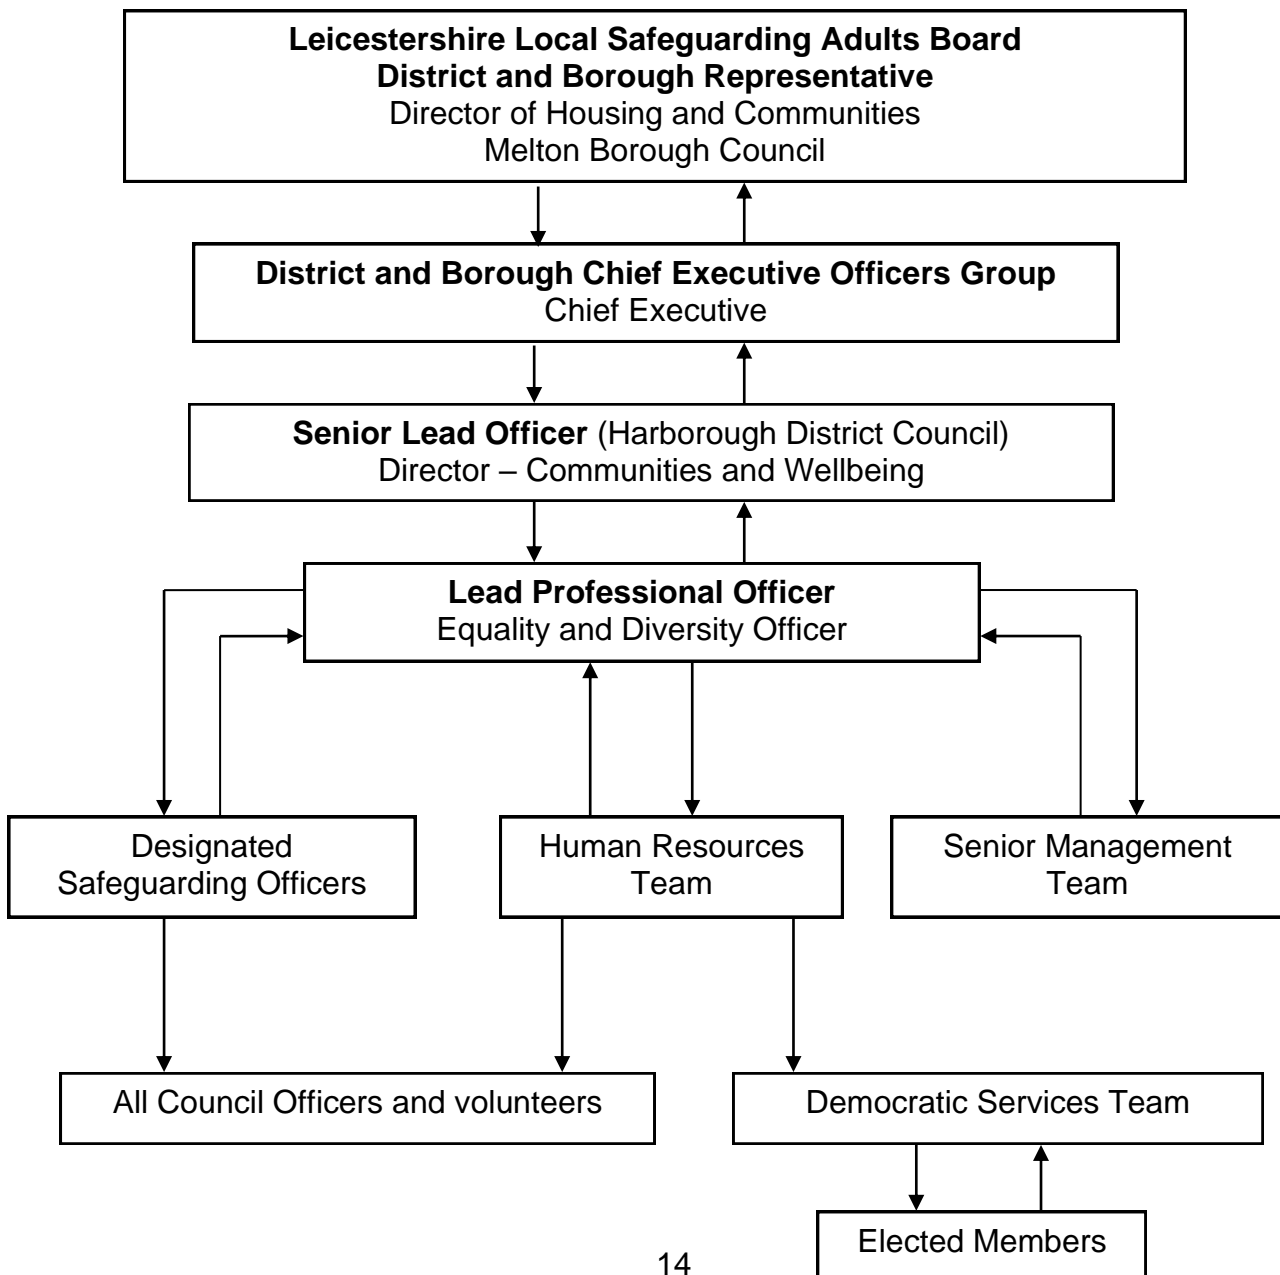 Leicestershire Local Safeguarding Adults Board
District and Borough Representative
Director of Housing and Communities
Melton Borough Council
District and Borough Chief Executive Officers Group
Chief Executive
Senior Lead Officer (Harborough District Council)
Director – Communities and Wellbeing
Lead Professional Officer
Equality and Diversity Officer
Designated
Safeguarding Officers
Human Resources
Team
Senior Management
Team
All Council Officers and volunteers
Democratic Services Team
Elected Members
14